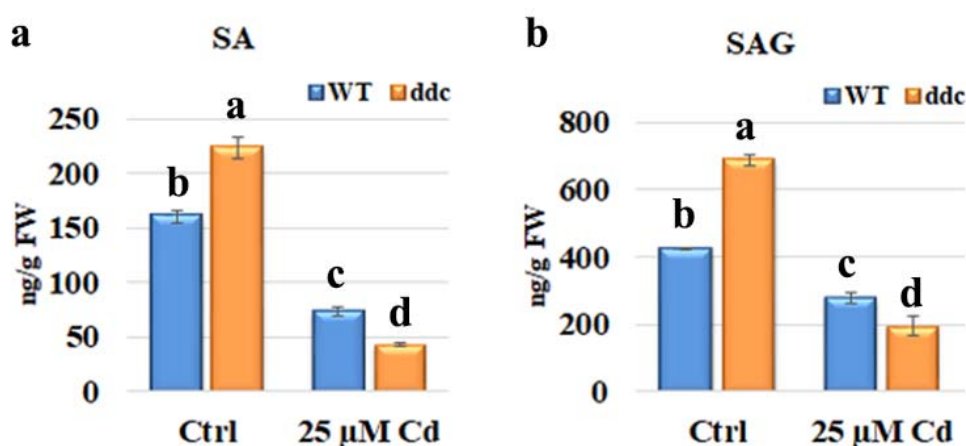 a
SA
WT ddc
250
200
150
100
50
0
ng/g FW
b
a
c
d
Ctrl 25 µM Cd
b
SAG
WT ddc
800
600
400
200
0
ng/g FW
b
a
c
d
Ctrl 25 µM Cd